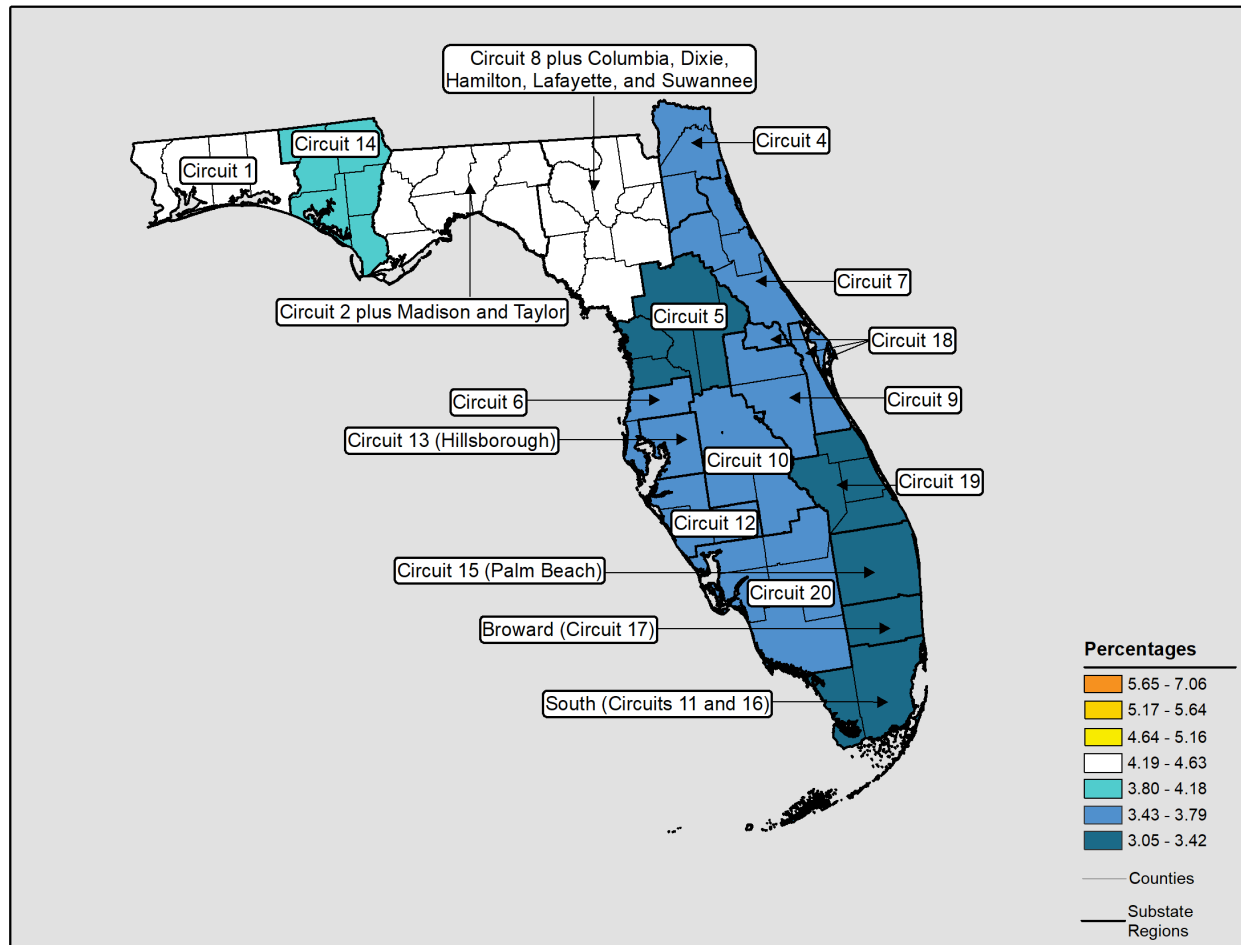 Circuit 8 plus Columbia, Dixie,
Hamilton, Lafayette, and Suwannee
Circuit 4
Circuit 14
Circuit 1
Circuit 7
Circuit 2 plus Madison and Taylor
Circuit 5
Circuit 18
Circuit 6
Circuit 9
Circuit 13 (Hillsborough)
Circuit 10
Circuit 19
Circuit 12
Circuit 15 (Palm Beach)
Circuit 20
Broward (Circuit 17)
South (Circuits 11 and 16)
Percentages
5.65 - 7.06
5.17 - 5.64
4.64 - 5.16
4.19 - 4.63
3.80 - 4.18
3.43 - 3.79
3.05 - 3.42
Counties
Substate
Regions